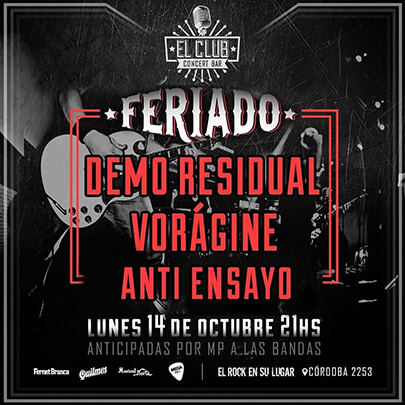 EL CLUB
CONCERT BAR
FERIADO
DEMO RESIDUAL
VORÁGINE
ANTI ENSAYO
LUNES 14 DE OCTUBRE 21HS
ANTICIPADAS POR MP A LAS BANDAS
Fernet Branca Quilmes MEGA | EL ROCK EN SU LUGAR CÓRDOBA 2253